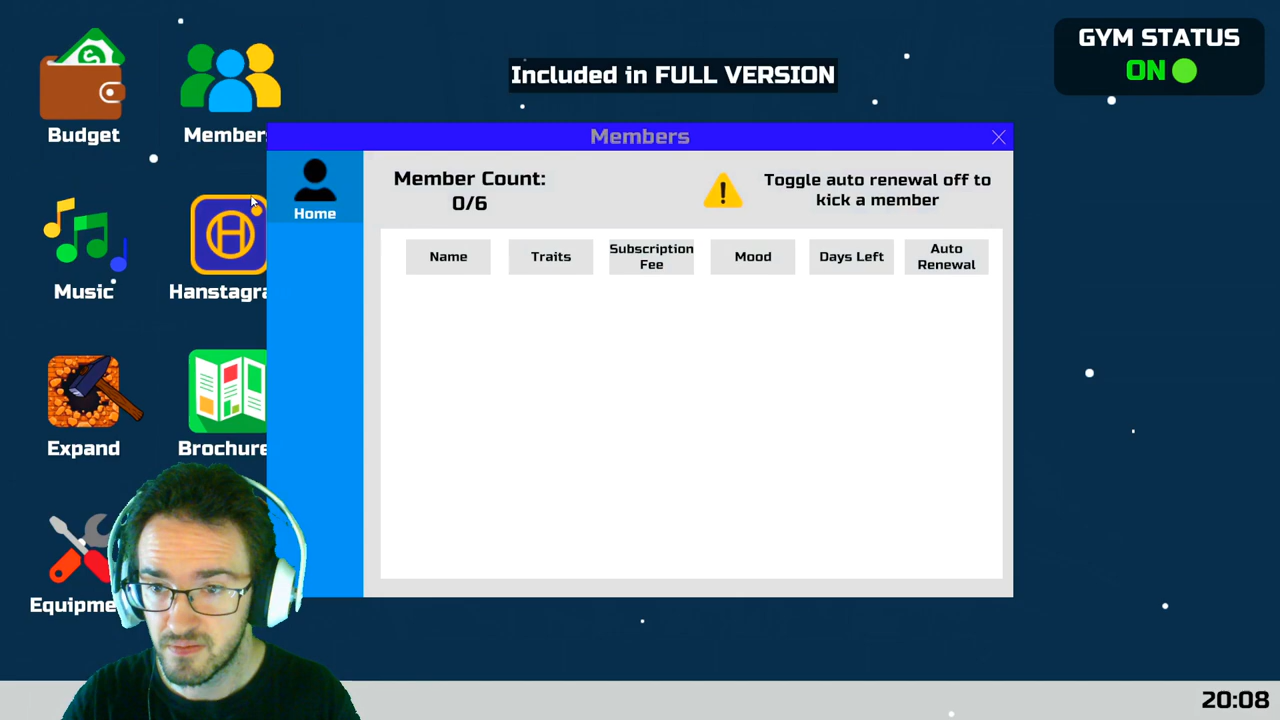 GYM STATUS
ON
Included in FULL VERSION
Budget
Member
Music
Hanstagra
Expand
Brochure
Equipme
Members
Home
Member Count:
0/6
Toggle auto renewal off to
kick a member
Name
Traits
Subscription
Fee
Mood
Days Left
Auto
Renewal
20:08